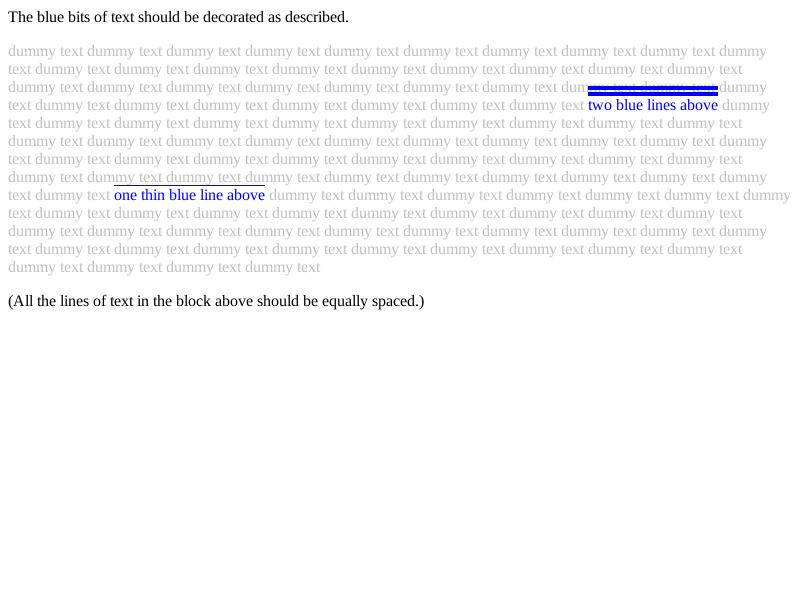 The blue bits of text should be decorated as described.
dummy text dummy text dummy text dummy text dummy text dummy text dummy text dummy text dummy text dummy
text dummy text dummy text dummy text dummy text dummy text dummy text dummy text dummy text dummy text
dummy text dummy text dummy text dummy text dummy text dummy text dummy text dummy
text dummy text dummy text dummy text dummy text dummy text dummy text dummy text two blue lines above dummy
text dummy text dummy text dummy text dummy text dummy text dummy text dummy text dummy text dummy text
dummy text dummy text dummy text dummy text dummy text dummy text dummy text dummy text dummy text dummy
text dummy text dummy text dummy text dummy text dummy text dummy text dummy text dummy text dummy text
dummy text dummy text dummy text dummy text dummy text dummy text dummy text dummy text dummy text dummy
text dummy text one thin blue line above dummy text dummy text dummy text dummy text dummy text dummy text dummy
text dummy text dummy text dummy text dummy text dummy text dummy text dummy text dummy text dummy text
dummy text dummy text dummy text dummy text dummy text dummy text dummy text dummy text dummy text dummy
text dummy text dummy text dummy text dummy text dummy text dummy text dummy text dummy text dummy text
dummy text dummy text dummy text dummy text
(All the lines of text in the block above should be equally spaced.)